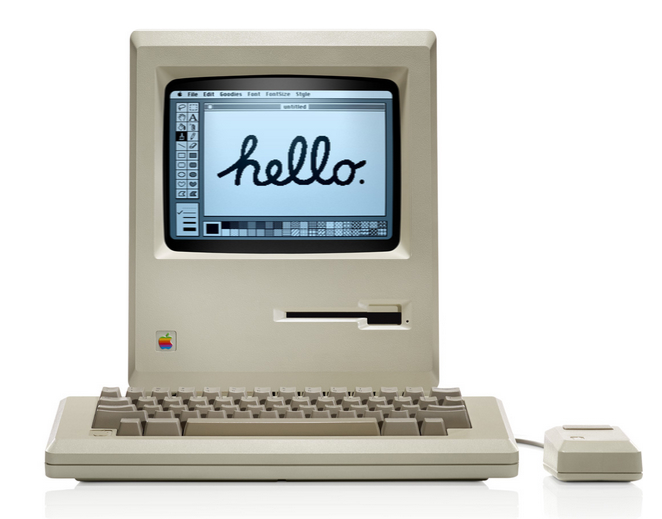 File Edit Goodies Font FontSize Style
untitled
A
hello.